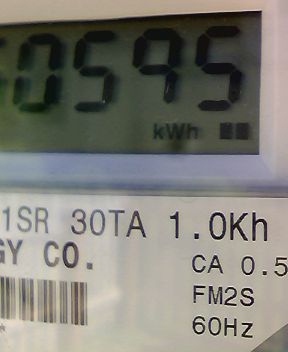 0595
kWh
1SR 30TA 1.0Kh
GY CO.
CA 0.5
FM2S
60Hz